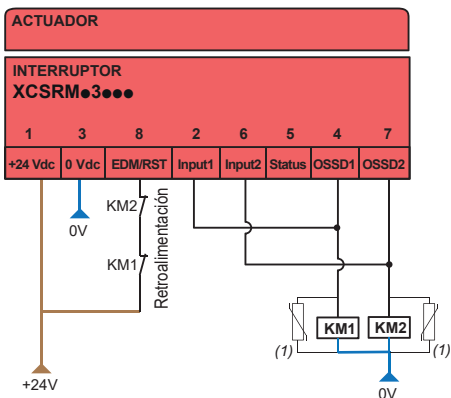 ACTUADOR
INTERRUPTOR
XCSRM●3●●●
1 3 8 2 6 5 4 7
+24 Vdc 0 Vdc EDM/RST Input1 Input2 Status OSSD1 OSSD2
KM2
0V
KM1
Retroalimentación
KM1 KM2
(1) (1)
+24V
0V